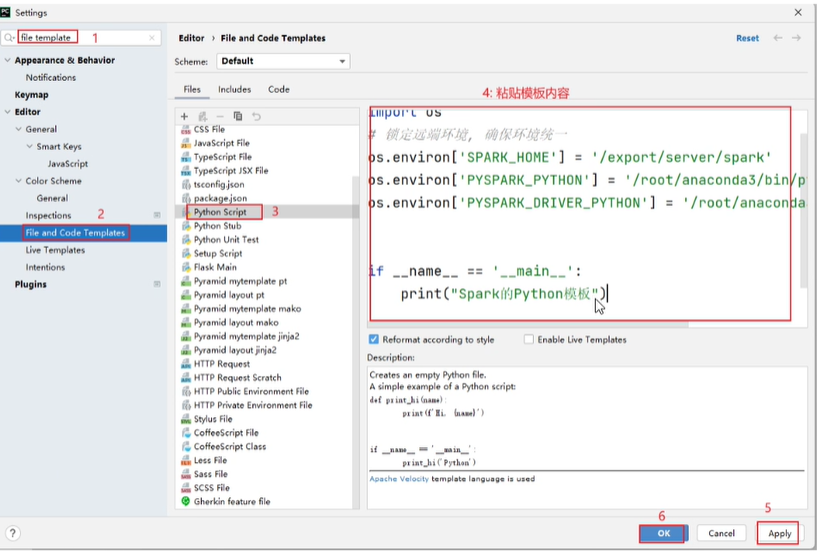 PC Settings
file template
1
Appearance & Behavior
Notifications
Keymap
Editor
General
Smart Keys
JavaScript
Color Scheme
General
Inspections
2
File and Code Templates
Live Templates
Intentions
Plugins
Editor › File and Code Templates
Reset
Scheme: Default
Files Includes Code
CSS File
JavaScript File
TypeScript File
TypeScript JSX File
tsconfig.json
package.json
Python Script 3
Python Stub
Python Unit Test
Setup Script
Flask Main
Pyramid mytemplate pt
Pyramid layout pt
Pyramid mytemplate mako
Pyramid layout mako
Pyramid mytemplate jinja2
Pyramid layout jinja2
HTTP Request
HTTP Request Scratch
HTTP Public Environment File
HTTP Private Environment File
Stylus File
CoffeeScript File
CoffeeScript Class
Less File
Sass File
SCSS File
Gherkin feature file
4: 粘贴模板内容
import os
# 锁定远端环境, 确保环境统一
os.environ['SPARK_HOME'] = '/export/server/spark'
os.environ['PYSPARK_PYTHON'] = '/root/anaconda3/bin/p
os.environ['PYSPARK_DRIVER_PYTHON'] = '/root/anaconda
if __name__ == '__main__':
print("Spark的Python模板")
Reformat according to style Enable Live Templates
Description:
Creates an empty Python file.
A simple example of a Python script:
def print_hi(name):
print(f'Hi, {name}')
if __name__ == '__main__':
print_hi('Python')
Apache Velocity template language is used
6
5
?
OK Cancel Apply